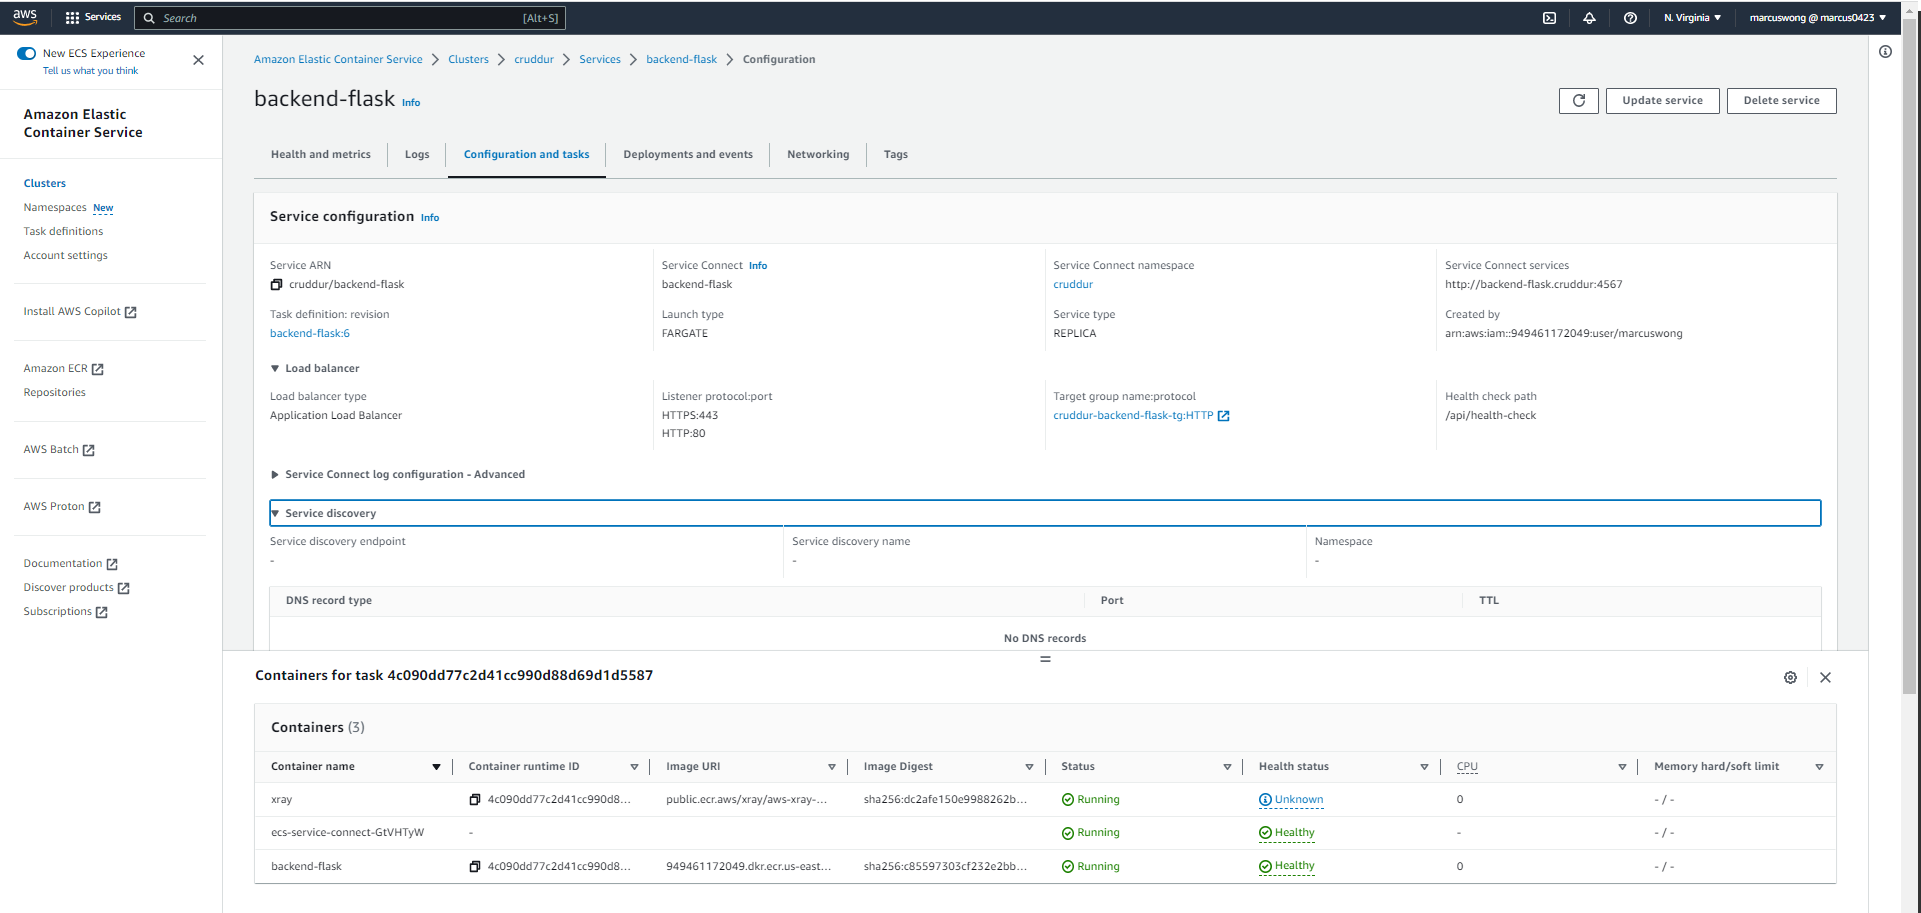 aws
Services
Search
[Alt+S]
N. Virginia
marcuswong @ marcus0423
New ECS Experience
Tell us what you think
Amazon Elastic
Container Service
Clusters
Namespaces New
Task definitions
Account settings
Install AWS Copilot
Amazon ECR
Repositories
AWS Batch
AWS Proton
Documentation
Discover products
Subscriptions
Amazon Elastic Container Service > Clusters > cruddur > Services > backend-flask > Configuration
backend-flask Info
Update service
Delete service
Health and metrics
Logs
Configuration and tasks
Deployments and events
Networking
Tags
Service configuration Info
Service ARN
cruddur/backend-flask
Service Connect Info
backend-flask
Service Connect namespace
cruddur
Service Connect services
http://backend-flask.cruddur:4567
Task definition: revision
backend-flask:6
Launch type
FARGATE
Service type
REPLICA
Created by
arn:aws:iam::949461172049:user/marcuswong
Load balancer
Load balancer type
Application Load Balancer
Listener protocol:port
HTTPS:443
HTTP:80
Target group name:protocol
cruddur-backend-flask-tg:HTTP
Health check path
/api/health-check
Service Connect log configuration - Advanced
Service discovery
Service discovery endpoint
-
Service discovery name
-
Namespace
-
DNS record type Port TTL
No DNS records
Containers for task 4c090dd77c2d41cc990d88d69d1d5587
Containers (3)
Container name Container runtime ID Image URI Image Digest Status Health status CPU Memory hard/soft limit
xray 4c090dd77c2d41cc990d8... public.ecr.aws/xray/aws-xray-... sha256:dc2afe150e9988262b... Running Unknown 0 - / -
ecs-service-connect-GtVHTyW - Running Healthy - - / -
backend-flask 4c090dd77c2d41cc990d8... 949461172049.dkr.ecr.us-east... sha256:c85597303cf232e2bb... Running Healthy 0 - / -